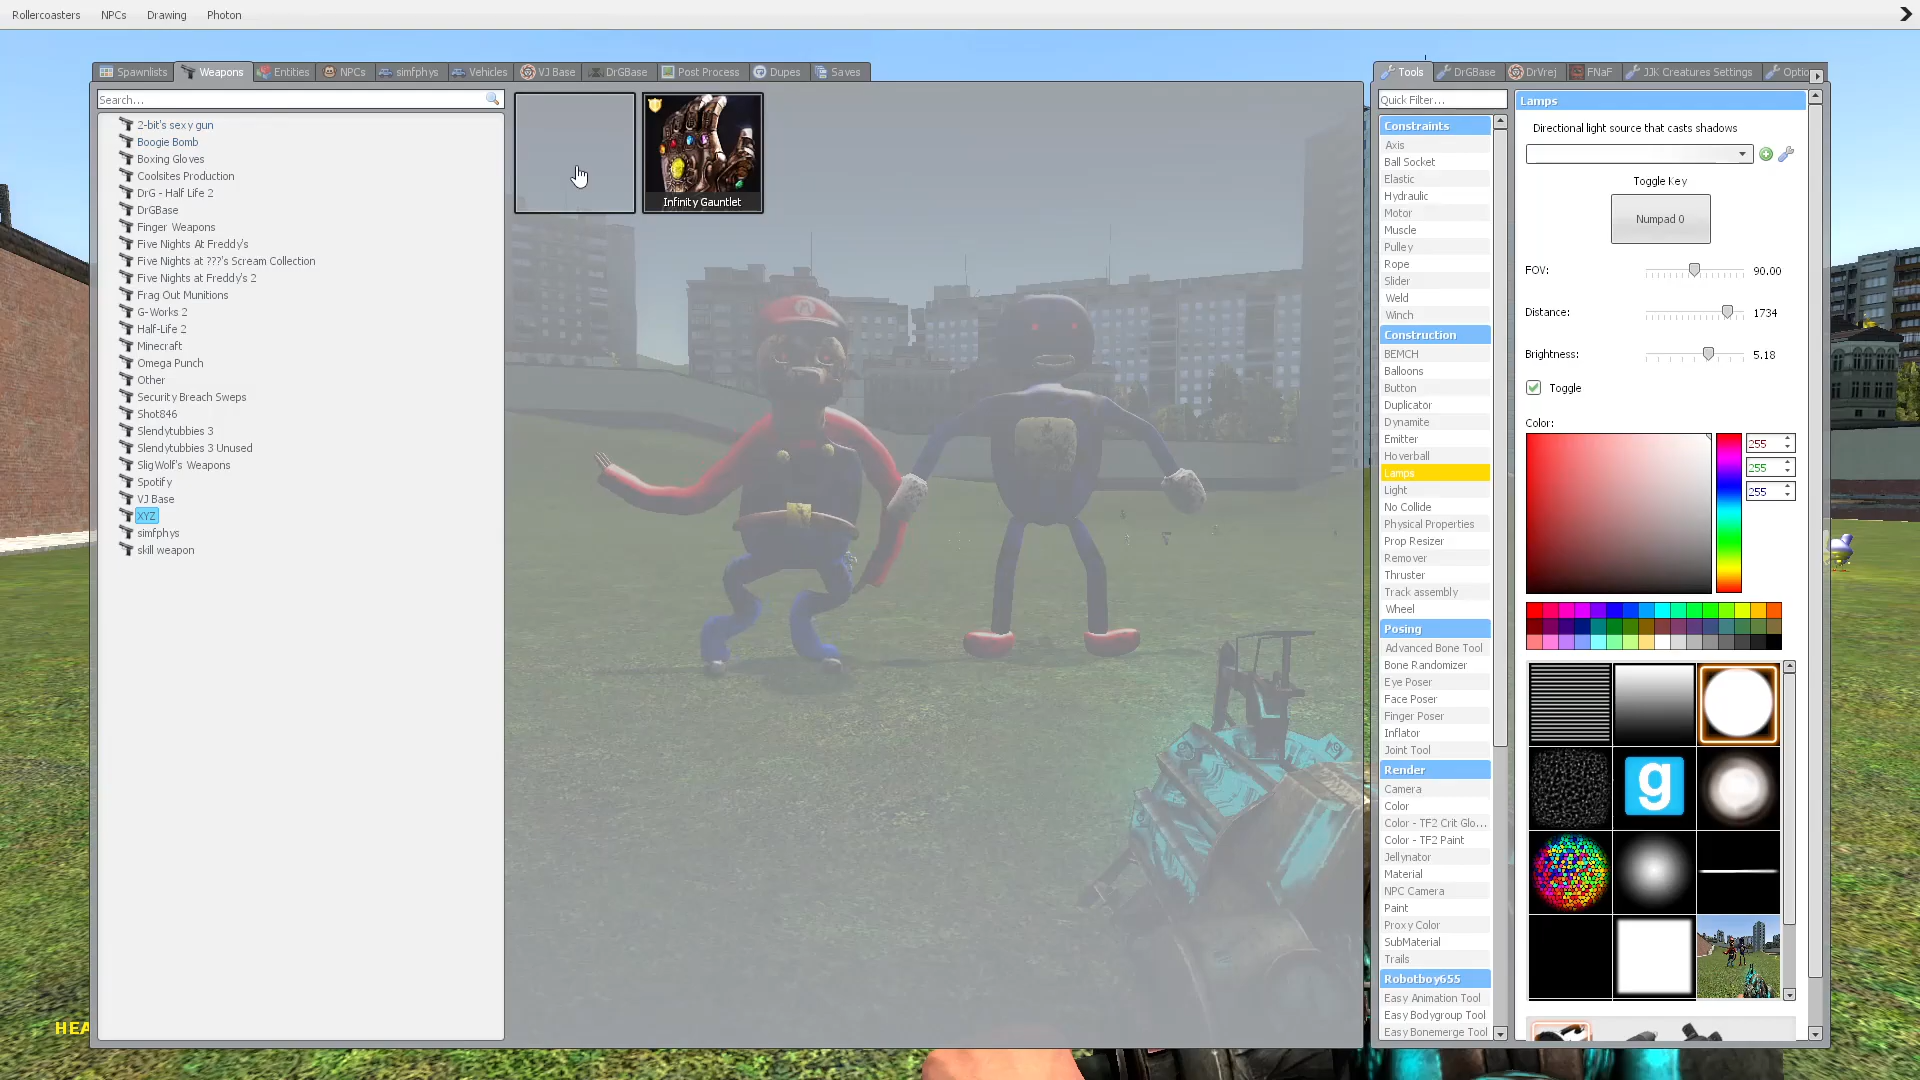 Rollercoasters NPCs Drawing Photon
Spawnlists Weapons Entities NPCs simfphys Vehicles VJ Base DrGBase Post Process Dupes Saves
Search...
2-bit's sexy gun
Boogie Bomb
Boxing Gloves
Coolsites Production
DrG - Half Life 2
DrGBase
Finger Weapons
Five Nights At Freddy's
Five Nights at ???'s Scream Collection
Five Nights at Freddy's 2
Frag Out Munitions
G-Works 2
Half-Life 2
Minecraft
Omega Punch
Other
Security Breach Sweps
Shot846
Slendytubbies 3
Slendytubbies 3 Unused
SligWolf's Weapons
Spotify
VJ Base
XYZ
simfphys
skill weapon
Infinity Gauntlet
HEA
Tools DrGBase DrVrej FNaF JJK Creatures Settings Optio
Quick Filter...
Constraints
Axis
Ball Socket
Elastic
Hydraulic
Motor
Muscle
Pulley
Rope
Slider
Weld
Winch
Construction
BEMCH
Balloons
Button
Duplicator
Dynamite
Emitter
Hoverball
Lamps
Light
No Collide
Physical Properties
Prop Resizer
Remover
Thruster
Track assembly
Wheel
Posing
Advanced Bone Tool
Bone Randomizer
Eye Poser
Face Poser
Finger Poser
Inflator
Joint Tool
Render
Camera
Color
Color - TF2 Crit Glo...
Color - TF2 Paint
Jellynator
Material
NPC Camera
Paint
Proxy Color
SubMaterial
Trails
Robotboy655
Easy Animation Tool
Easy Bodygroup Tool
Easy Bonemerge Tool
Lamps
Directional light source that casts shadows
Toggle Key
Numpad 0
FOV: 90.00
Distance: 1734
Brightness: 5.18
Toggle
Color:
255
255
255
g